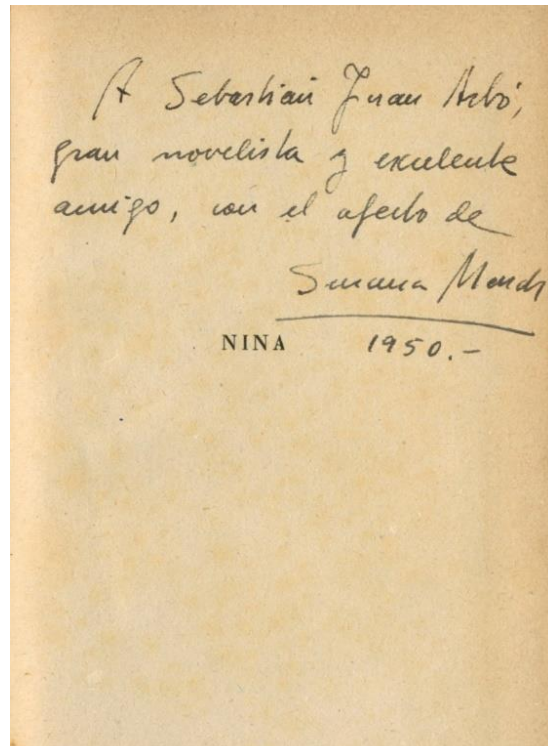 A Sebastián Juan Arbó,
gran novelista y excelente
amigo, con el afecto de
Susana March
NINA
1950.-